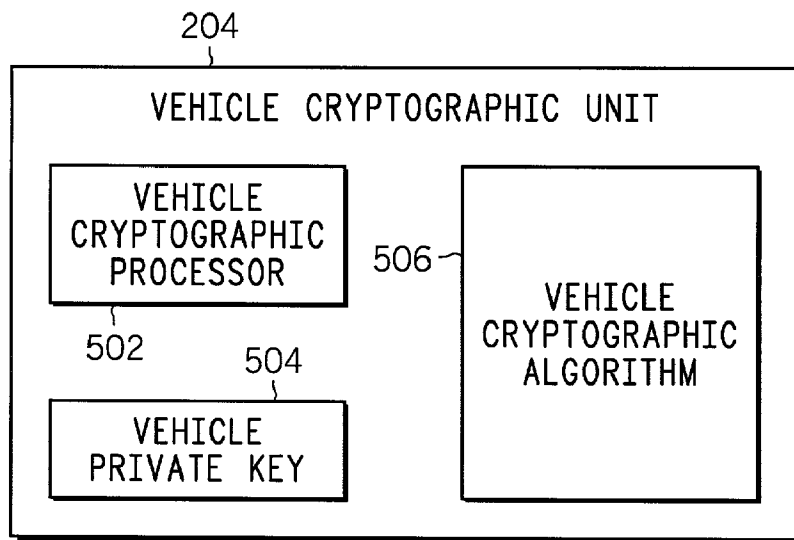 204
VEHICLE CRYPTOGRAPHIC UNIT
VEHICLE
CRYPTOGRAPHIC
PROCESSOR
502
504
VEHICLE
PRIVATE KEY
506
VEHICLE
CRYPTOGRAPHIC
ALGORITHM